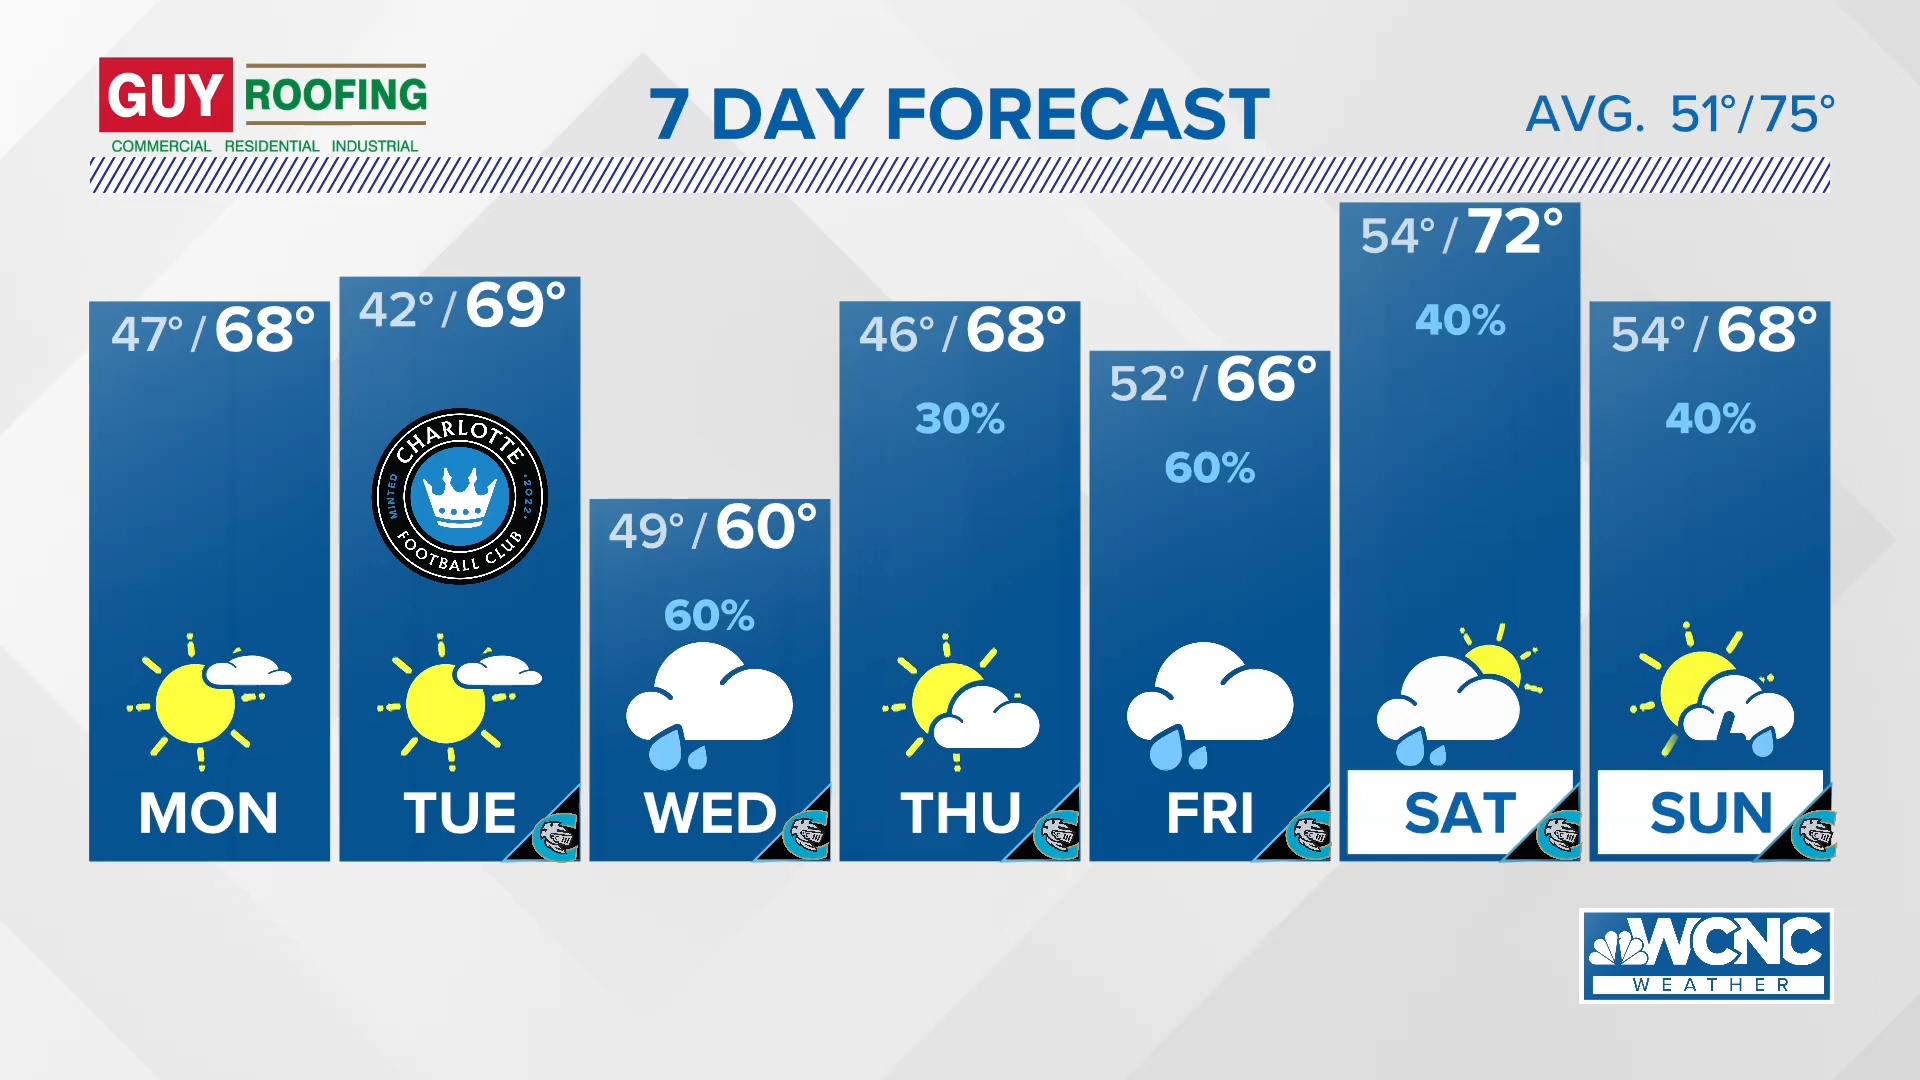 GUY ROOFING
COMMERCIAL RESIDENTIAL INDUSTRIAL
7 DAY FORECAST
AVG. 51°/75°
47°/68°
MON
42°/69°
CHARLOTTE
MINTED
·2022·
FOOTBALL CLUB
TUE
49°/60°
60%
WED
46°/68°
30%
THU
52°/66°
60%
FRI
54°/72°
40%
SAT
54°/68°
40%
SUN
WCNC
WEATHER